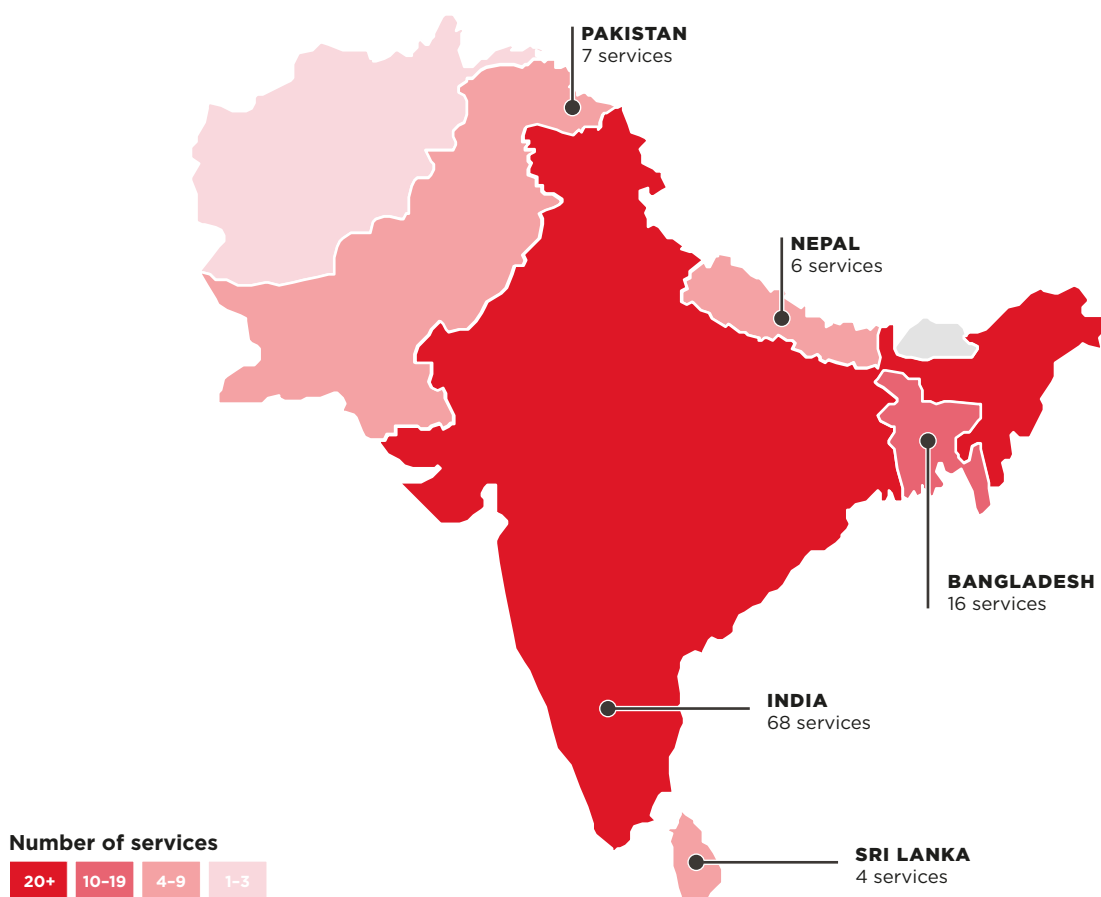 PAKISTAN
7 services
NEPAL
6 services
BANGLADESH
16 services
INDIA
68 services
SRI LANKA
4 services
Number of services
20+ 10–19 4–9 1–3